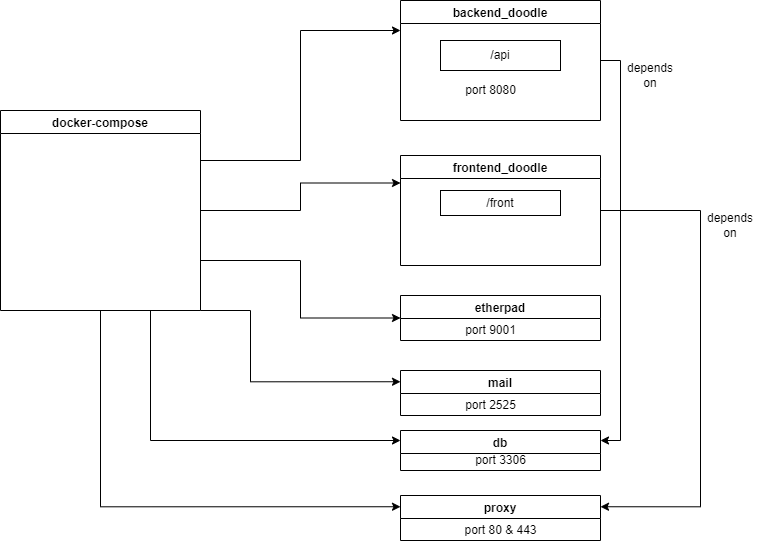 backend_doodle
/api
port 8080
depends
on
docker-compose
frontend_doodle
/front
depends
on
etherpad
port 9001
mail
port 2525
db
port 3306
proxy
port 80 & 443